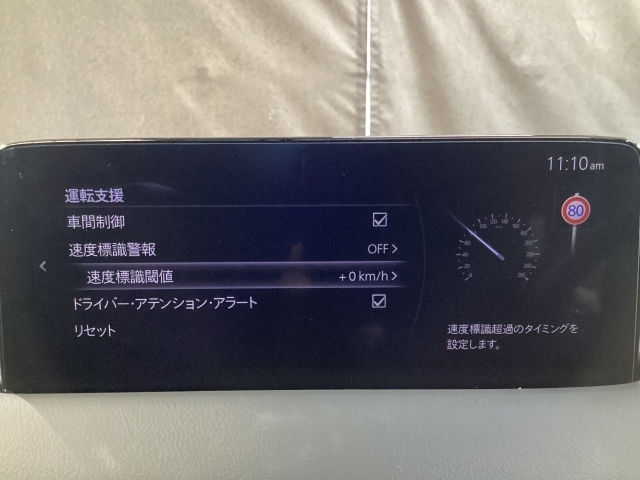 11:10am
運転支援
車間制御
速度標識警報 OFF
速度標識閾値 +0 km/h
ドライバー・アテンション・アラート
リセット
80
速度標識超過のタイミングを
設定します。